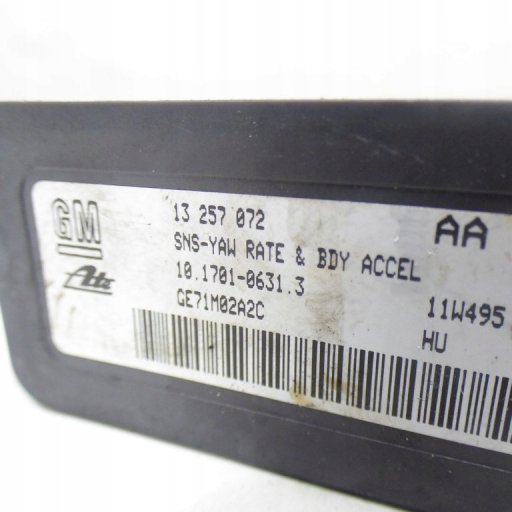 GM
13 257 072
AA
SNS-YAW RATE & BDY ACCEL
Ate
10.1701-0631.3
11W495
GE71M02A2C
HU